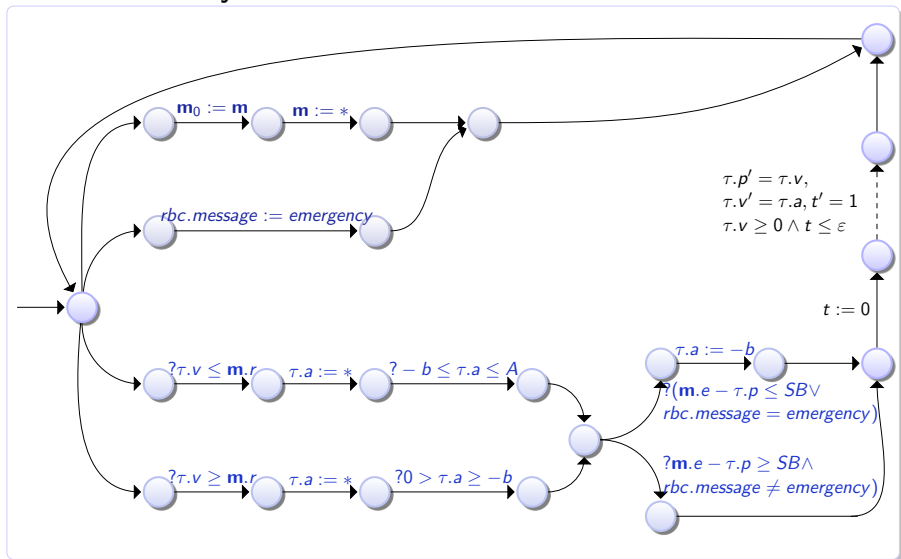 m₀ := m
m := *
rbc.message := emergency
τ.p′ = τ.v,
τ.v′ = τ.a, t′ = 1
τ.v ≥ 0 ∧ t ≤ ε
t := 0
?τ.v ≤ m.r
τ.a := *
? − b ≤ τ.a ≤ A
τ.a := −b
?(m.e − τ.p ≤ SB∨
rbc.message = emergency)
?τ.v ≥ m.r
τ.a := *
?0 > τ.a ≥ −b
?m.e − τ.p ≥ SB∧
rbc.message ≠ emergency)